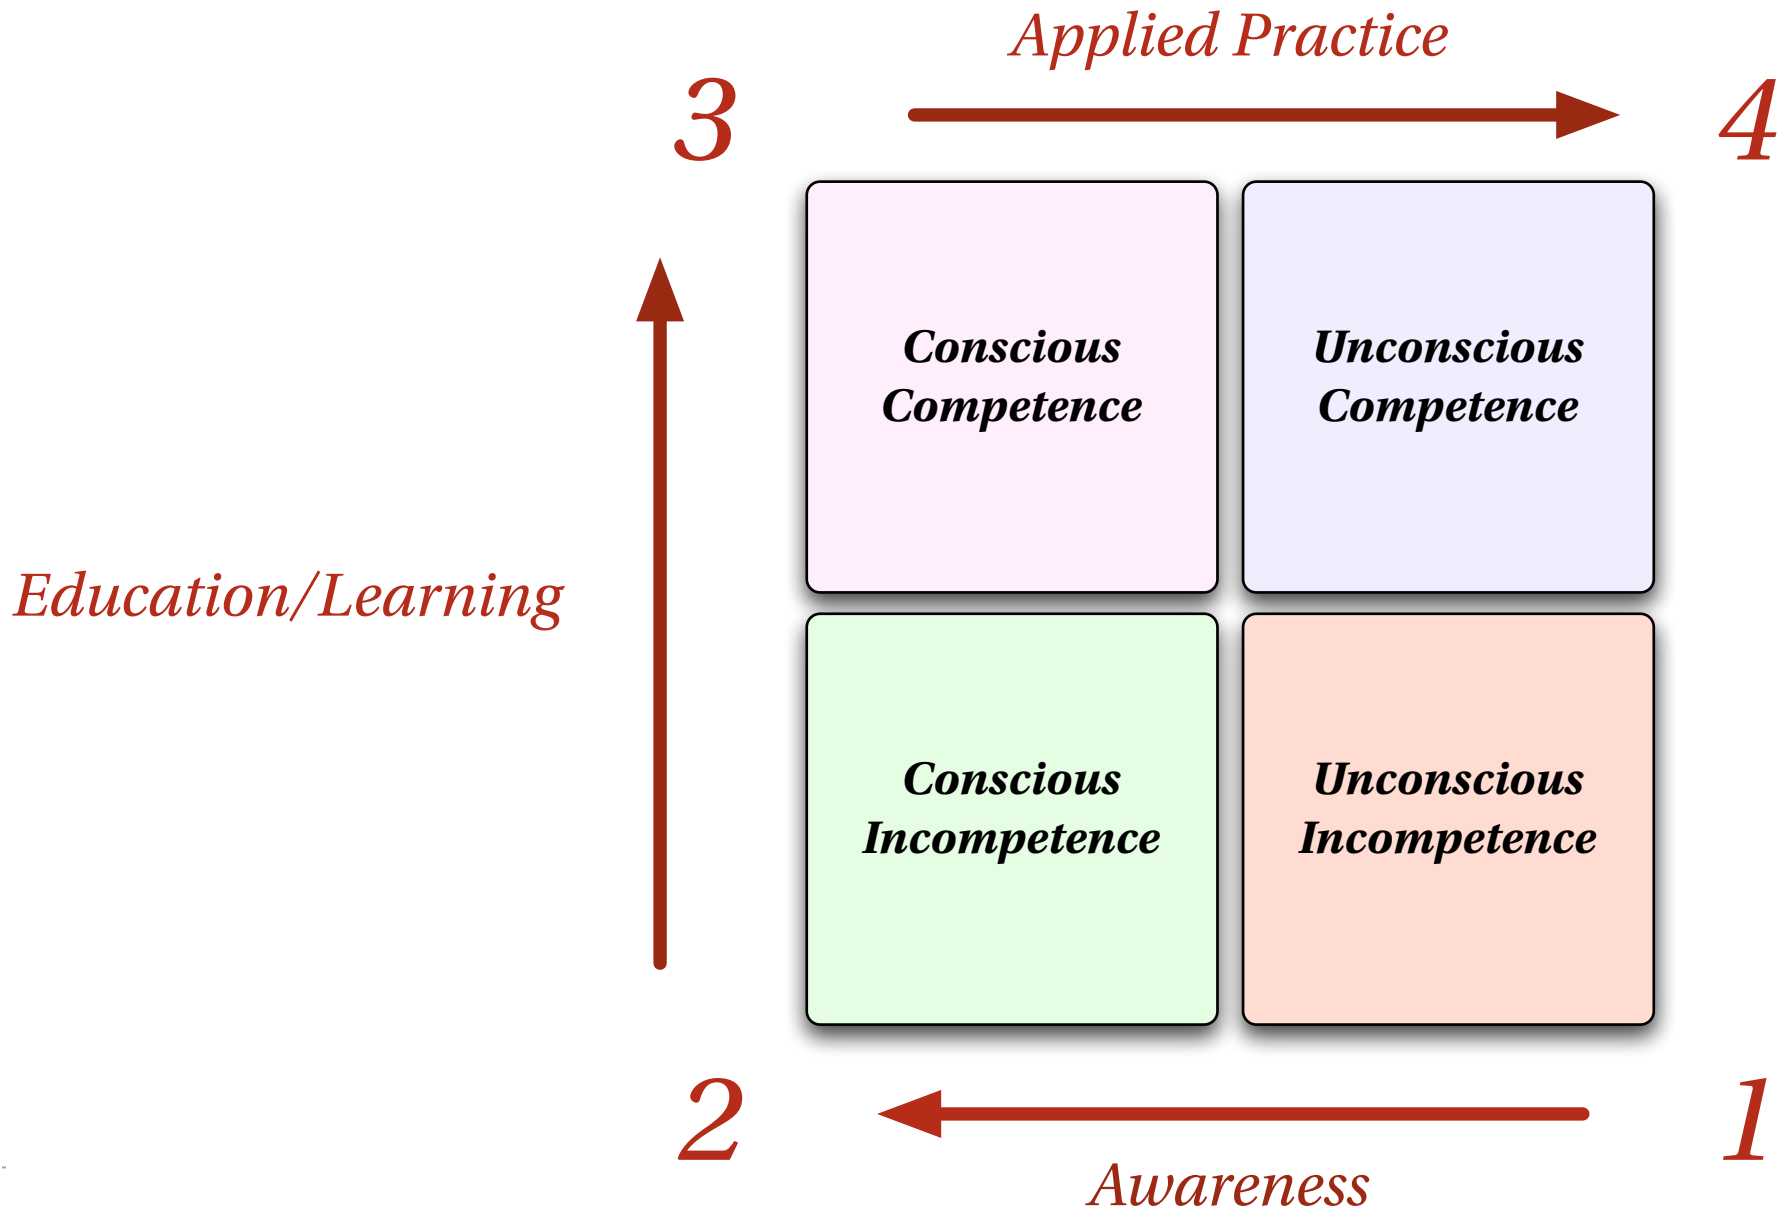 Applied Practice
3
4
Conscious
Competence
Unconscious
Competence
Education/Learning
Conscious
Incompetence
Unconscious
Incompetence
2
1
Awareness